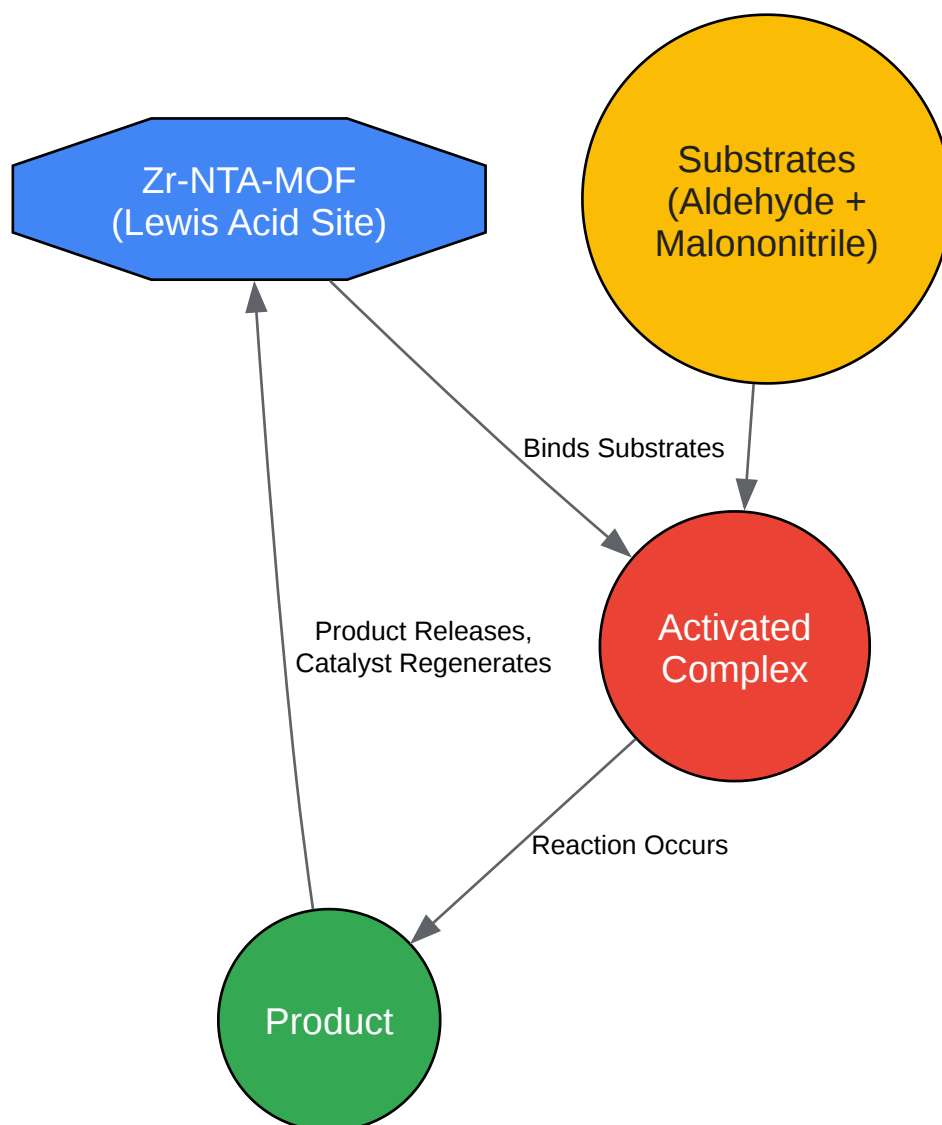 Zr-NTA-MOF
(Lewis Acid Site)
Substrates
(Aldehyde +
Malononitrile)
Binds Substrates
Activated
Complex
Product Releases,
Catalyst Regenerates
Reaction Occurs
Product